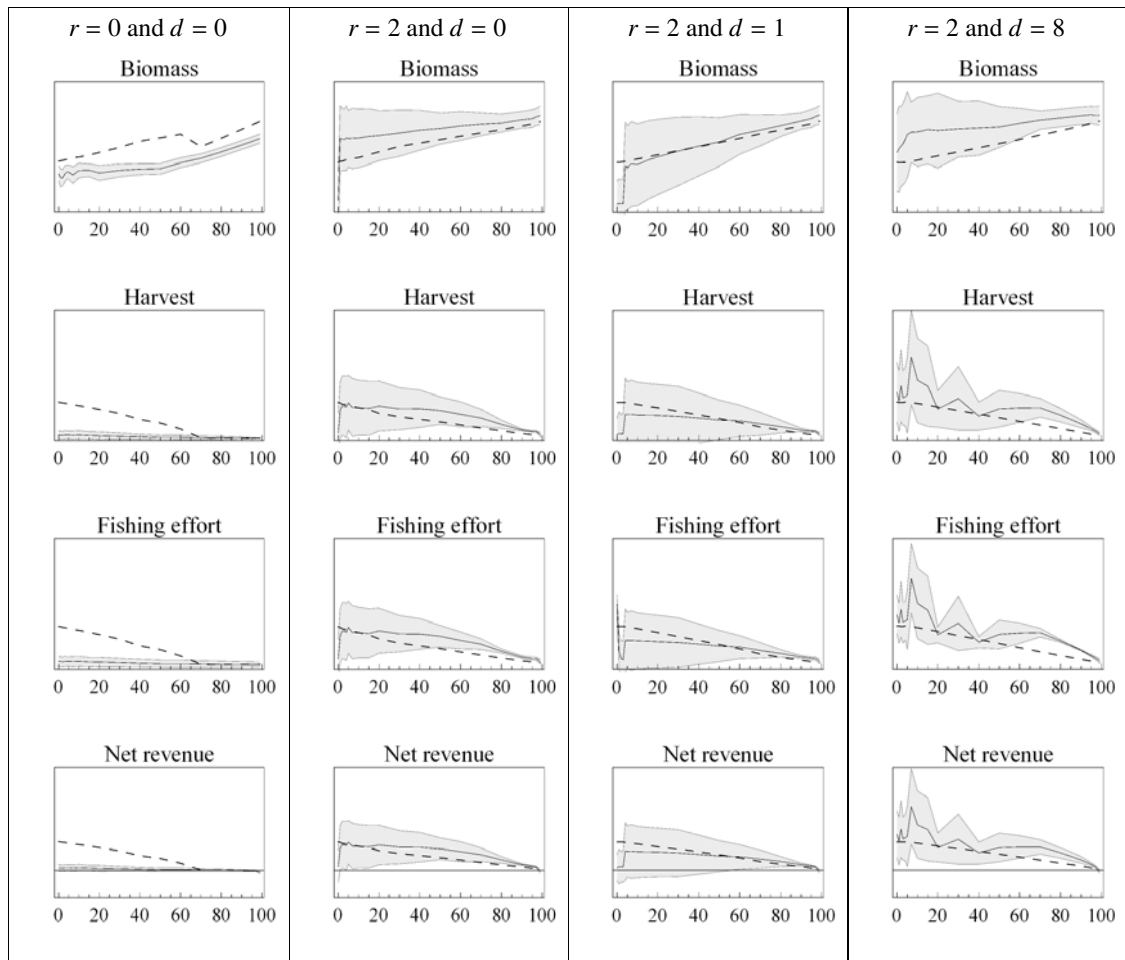 r = 0 and d = 0 r = 2 and d = 0 r = 2 and d = 1 r = 2 and d = 8
Biomass Biomass Biomass Biomass
0 20 40 60 80 100 0 20 40 60 80 100 0 20 40 60 80 100 0 20 40 60 80 100
Harvest Harvest Harvest Harvest
0 20 40 60 80 100 0 20 40 60 80 100 0 20 40 60 80 100 0 20 40 60 80 100
Fishing effort Fishing effort Fishing effort Fishing effort
0 20 40 60 80 100 0 20 40 60 80 100 0 20 40 60 80 100 0 20 40 60 80 100
Net revenue Net revenue Net revenue Net revenue
0 20 40 60 80 100 0 20 40 60 80 100 0 20 40 60 80 100 0 20 40 60 80 100